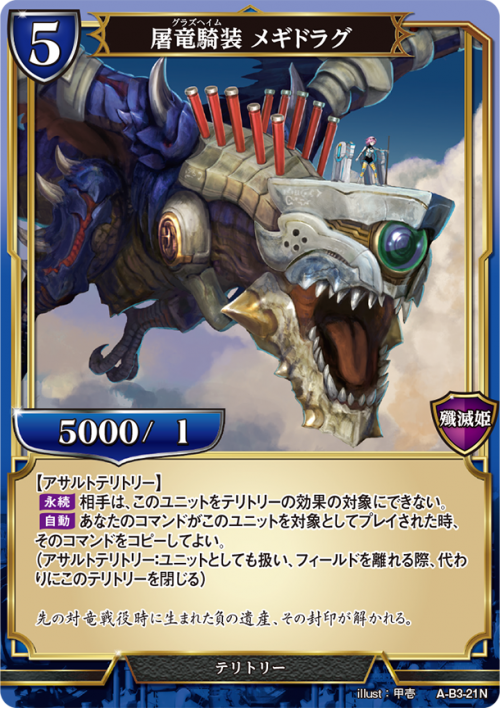 5
グラズヘイム
屠竜騎装 メギドラグ
5000/ 1
殲滅姫
【アサルトテリトリー】
永続 相手は、このユニットをテリトリーの効果の対象にできない。
自動 あなたのコマンドがこのユニットを対象としてプレイされた時、
そのコマンドをコピーしてよい。
(アサルトテリトリー:ユニットとしても扱い、フィールドを離れる際、代わ
りにこのテリトリーを閉じる)
先の対竜戦役時に生まれた負の遺産、その封印が解かれる。
テリトリー
illust:甲壱 A-B3-21N